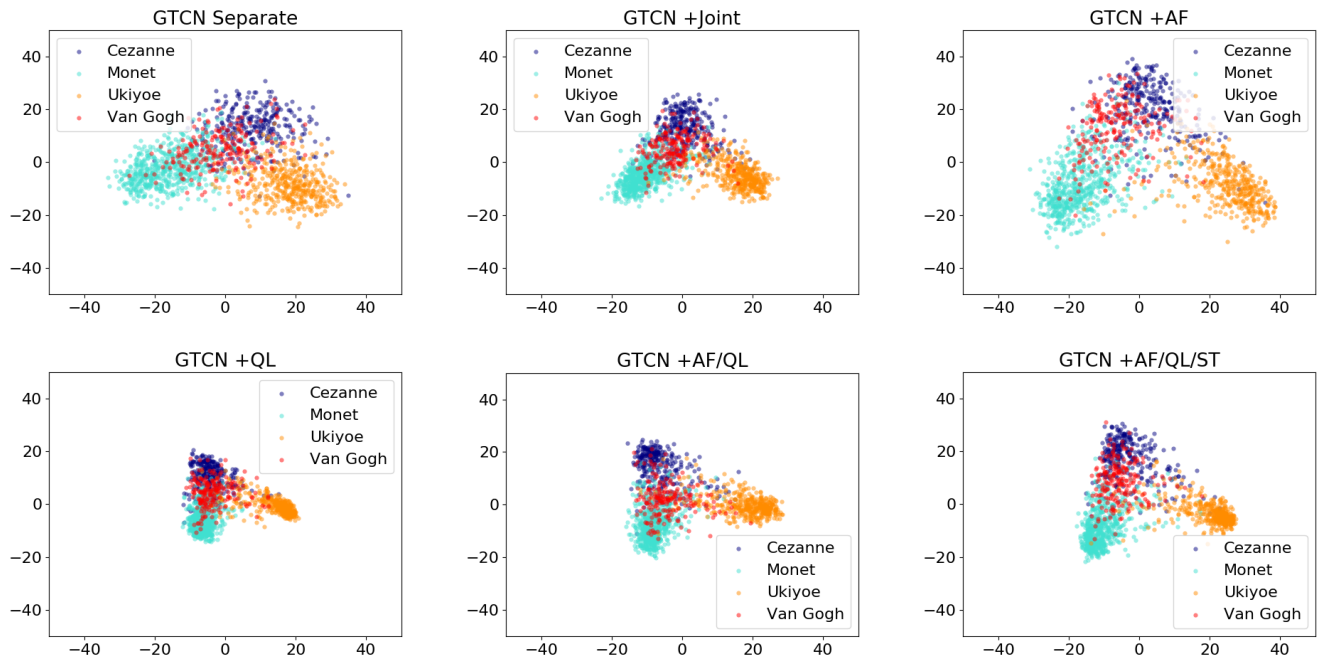 GTCN Separate
40
20
0
−20
−40
−40
−20
0
20
40
Cezanne
Monet
Ukiyoe
Van Gogh
GTCN +Joint
40
20
0
−20
−40
−40
−20
0
20
40
Cezanne
Monet
Ukiyoe
Van Gogh
GTCN +AF
40
20
0
−20
−40
−40
−20
0
20
40
Cezanne
Monet
Ukiyoe
Van Gogh
GTCN +QL
40
20
0
−20
−40
−40
−20
0
20
40
Cezanne
Monet
Ukiyoe
Van Gogh
GTCN +AF/QL
40
20
0
−20
−40
−40
−20
0
20
40
Cezanne
Monet
Ukiyoe
Van Gogh
GTCN +AF/QL/ST
40
20
0
−20
−40
−40
−20
0
20
40
Cezanne
Monet
Ukiyoe
Van Gogh